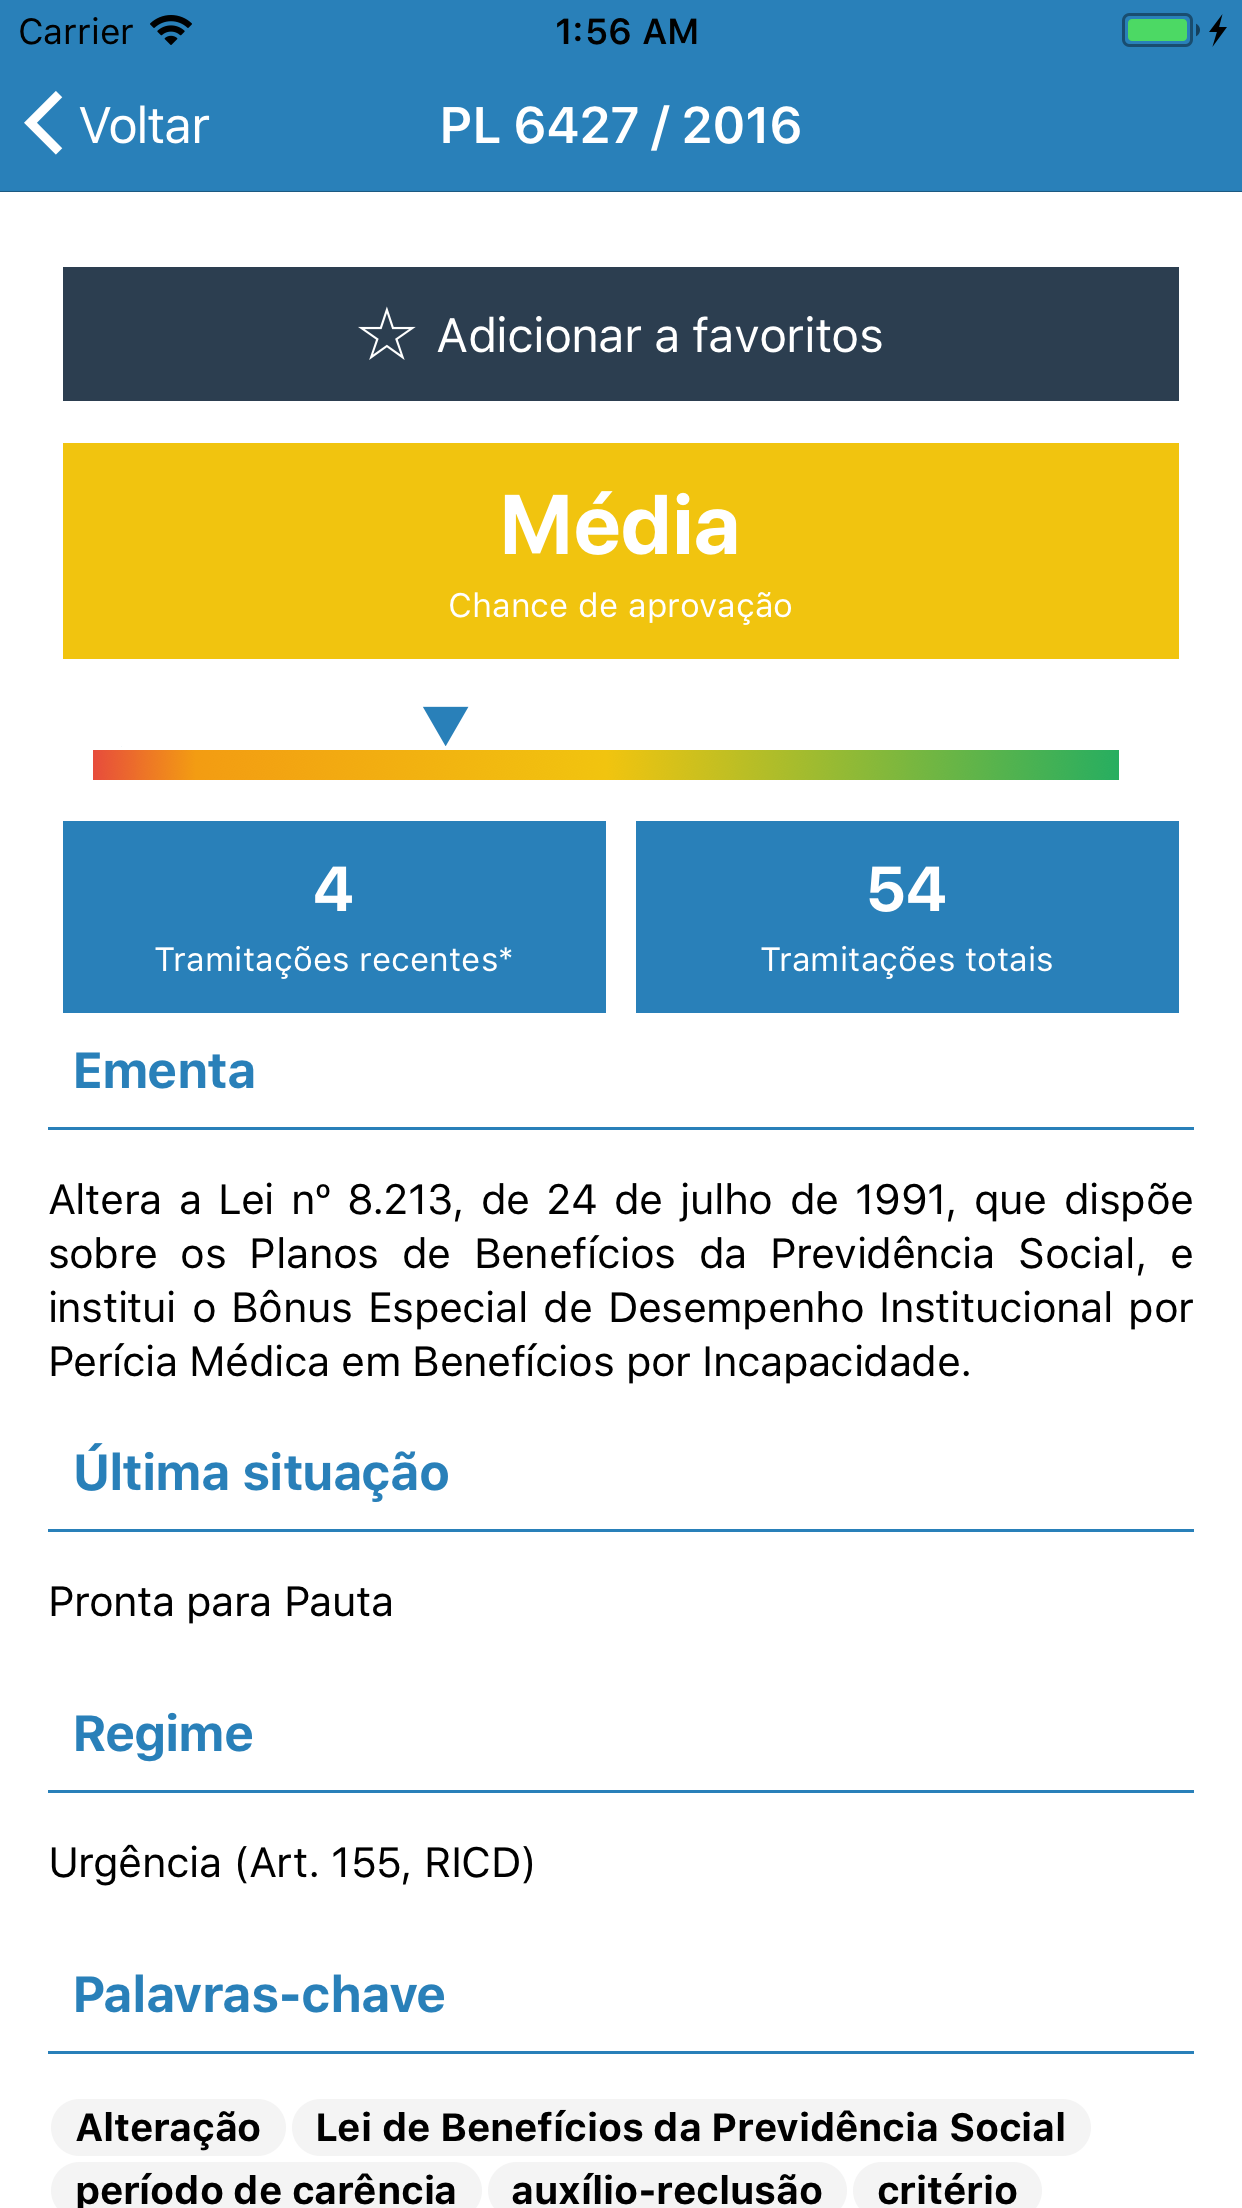 Carrier 1:56 AM
Voltar PL 6427 / 2016
Adicionar a favoritos
Média
Chance de aprovação
4 54
Tramitações recentes* Tramitações totais
Ementa
Altera a Lei nº 8.213, de 24 de julho de 1991, que dispõe
sobre os Planos de Benefícios da Previdência Social, e
institui o Bônus Especial de Desempenho Institucional por
Perícia Médica em Benefícios por Incapacidade.
Última situação
Pronta para Pauta
Regime
Urgência (Art. 155, RICD)
Palavras-chave
Alteração Lei de Benefícios da Previdência Social
período de carência auxílio-reclusão critério